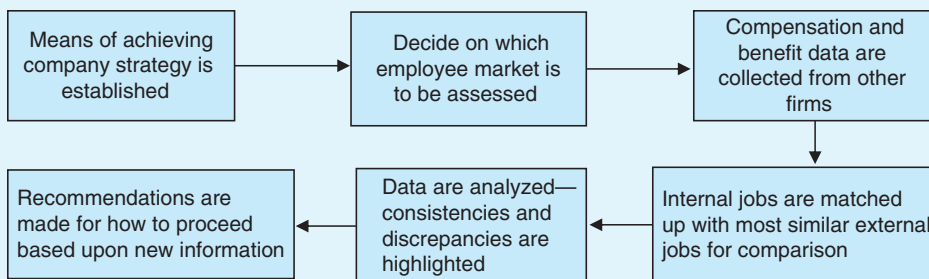 Means of achieving
company strategy is
established
Decide on which
employee market is
to be assessed
Compensation and
benefit data are
collected from other
firms
Internal jobs are matched
up with most similar external
jobs for comparison
Data are analyzed—
consistencies and
discrepancies are
highlighted
Recommendations are
made for how to proceed
based upon new information